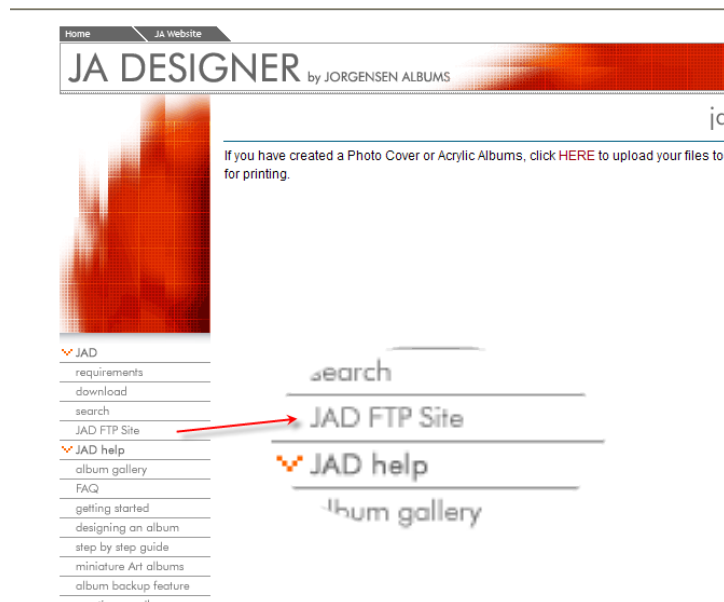 Home JA Website
JA DESIGNER by JORGENSEN ALBUMS
If you have created a Photo Cover or Acrylic Albums, click HERE to upload your files to
for printing.
JAD
requirements
download
search
JAD FTP Site
JAD help
album gallery
FAQ
getting started
designing an album
step by step guide
miniature Art albums
album backup feature
search
JAD FTP Site
JAD help
album gallery